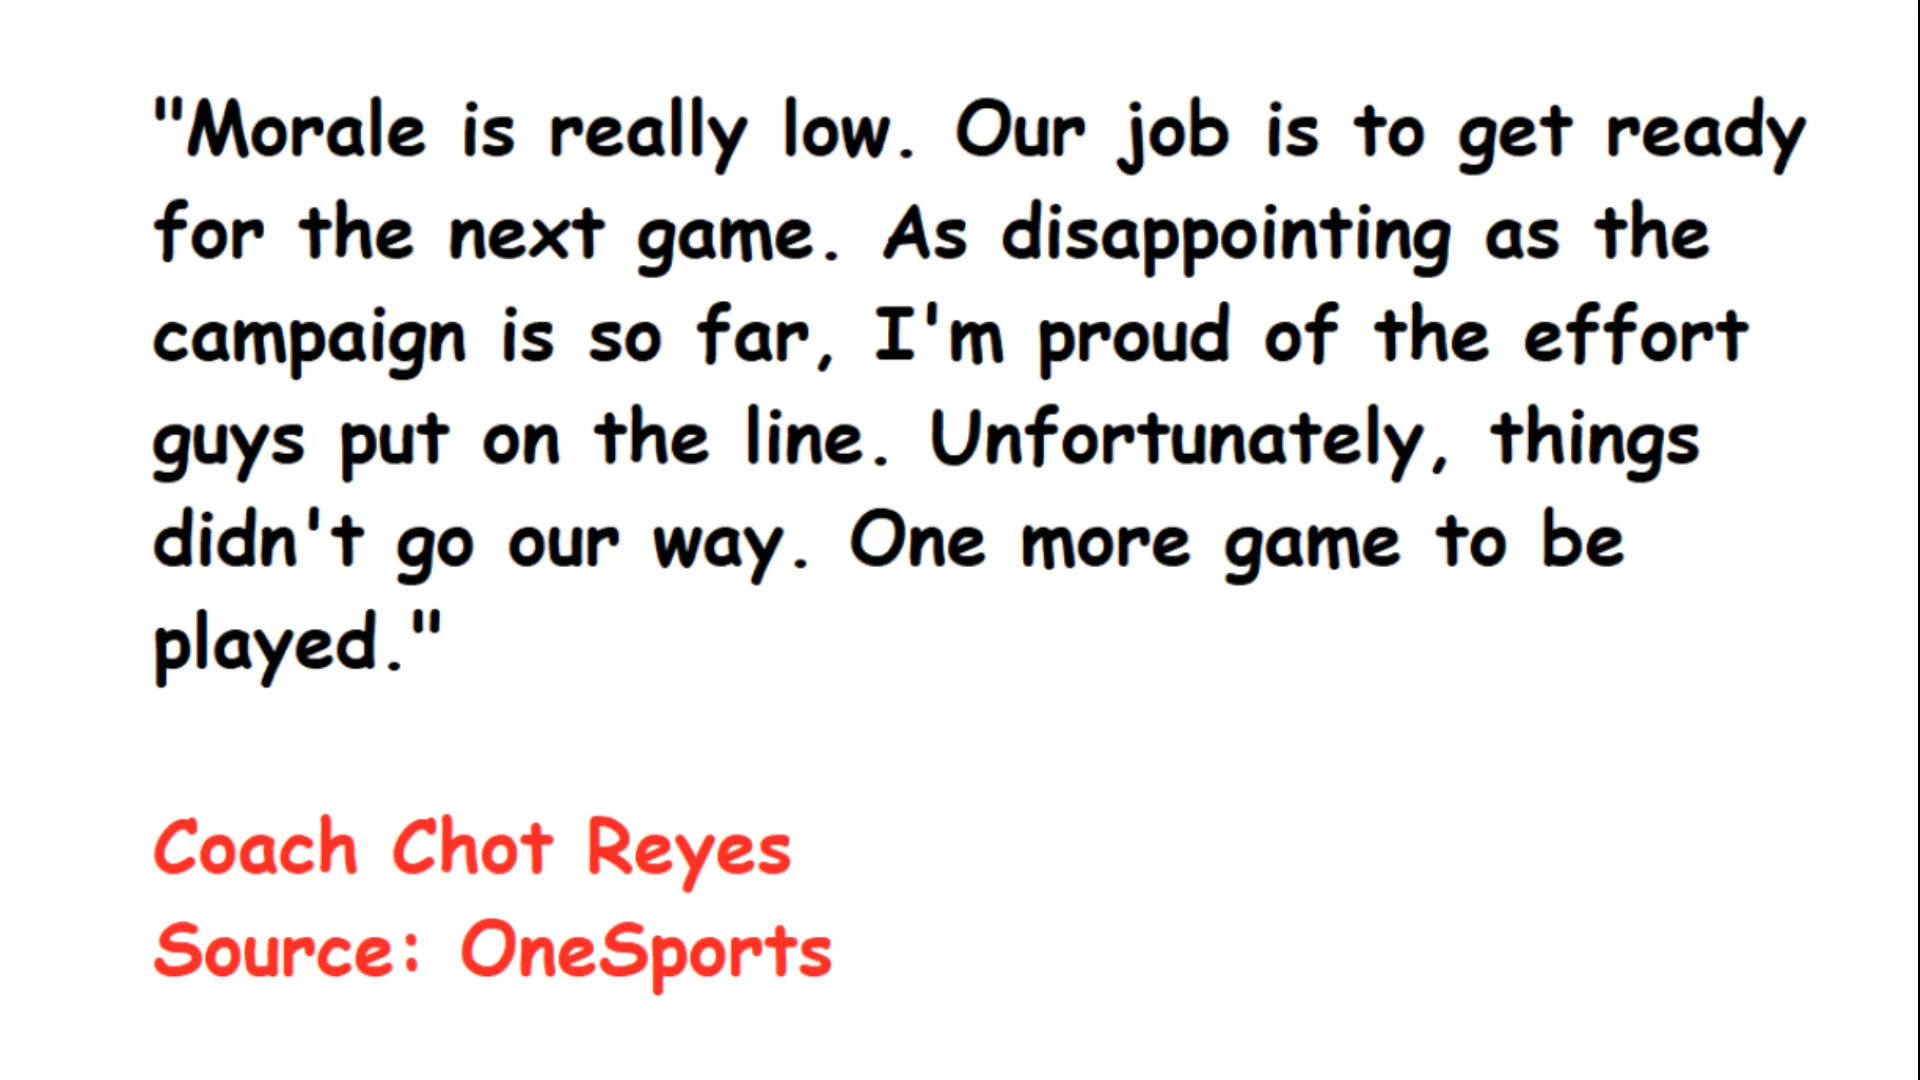 "Morale is really low. Our job is to get ready
for the next game. As disappointing as the
campaign is so far, I'm proud of the effort
guys put on the line. Unfortunately, things
didn't go our way. One more game to be
played."
Coach Chot Reyes
Source: OneSports